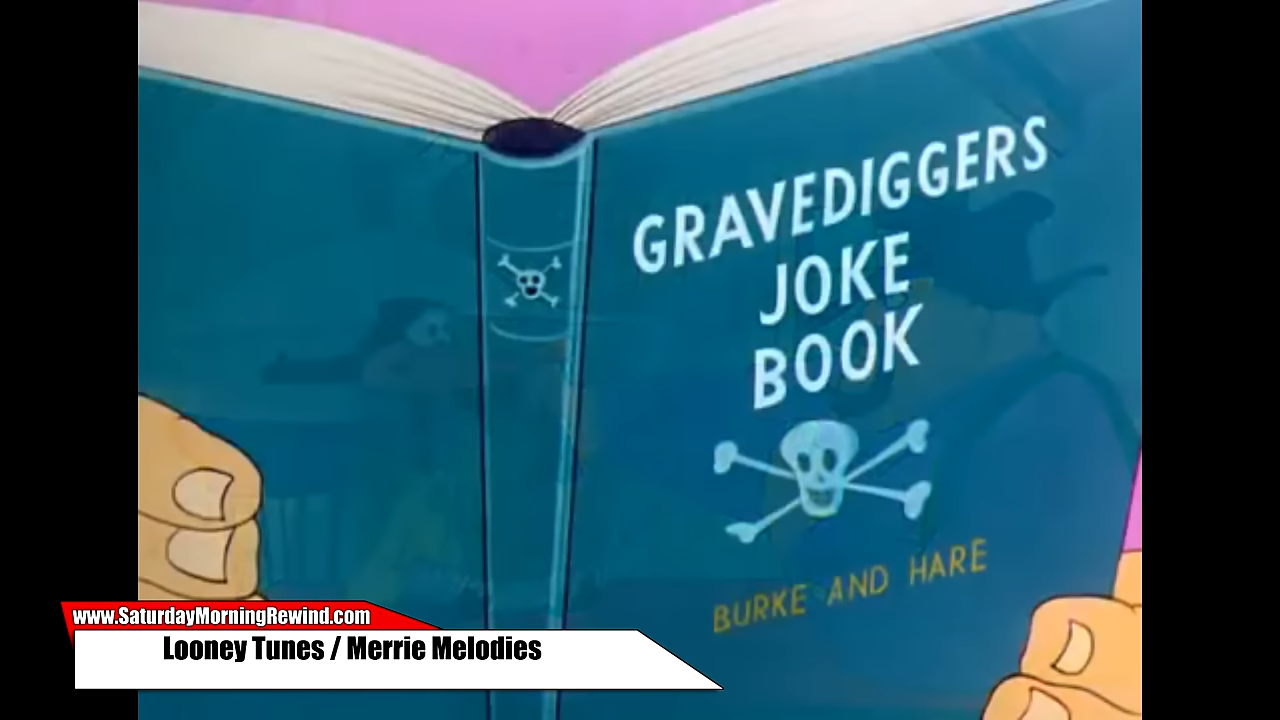 GRAVEDIGGERS
JOKE
BOOK
BURKE AND HARE
www.SaturdayMorningRewind.com
Looney Tunes / Merrie Melodies